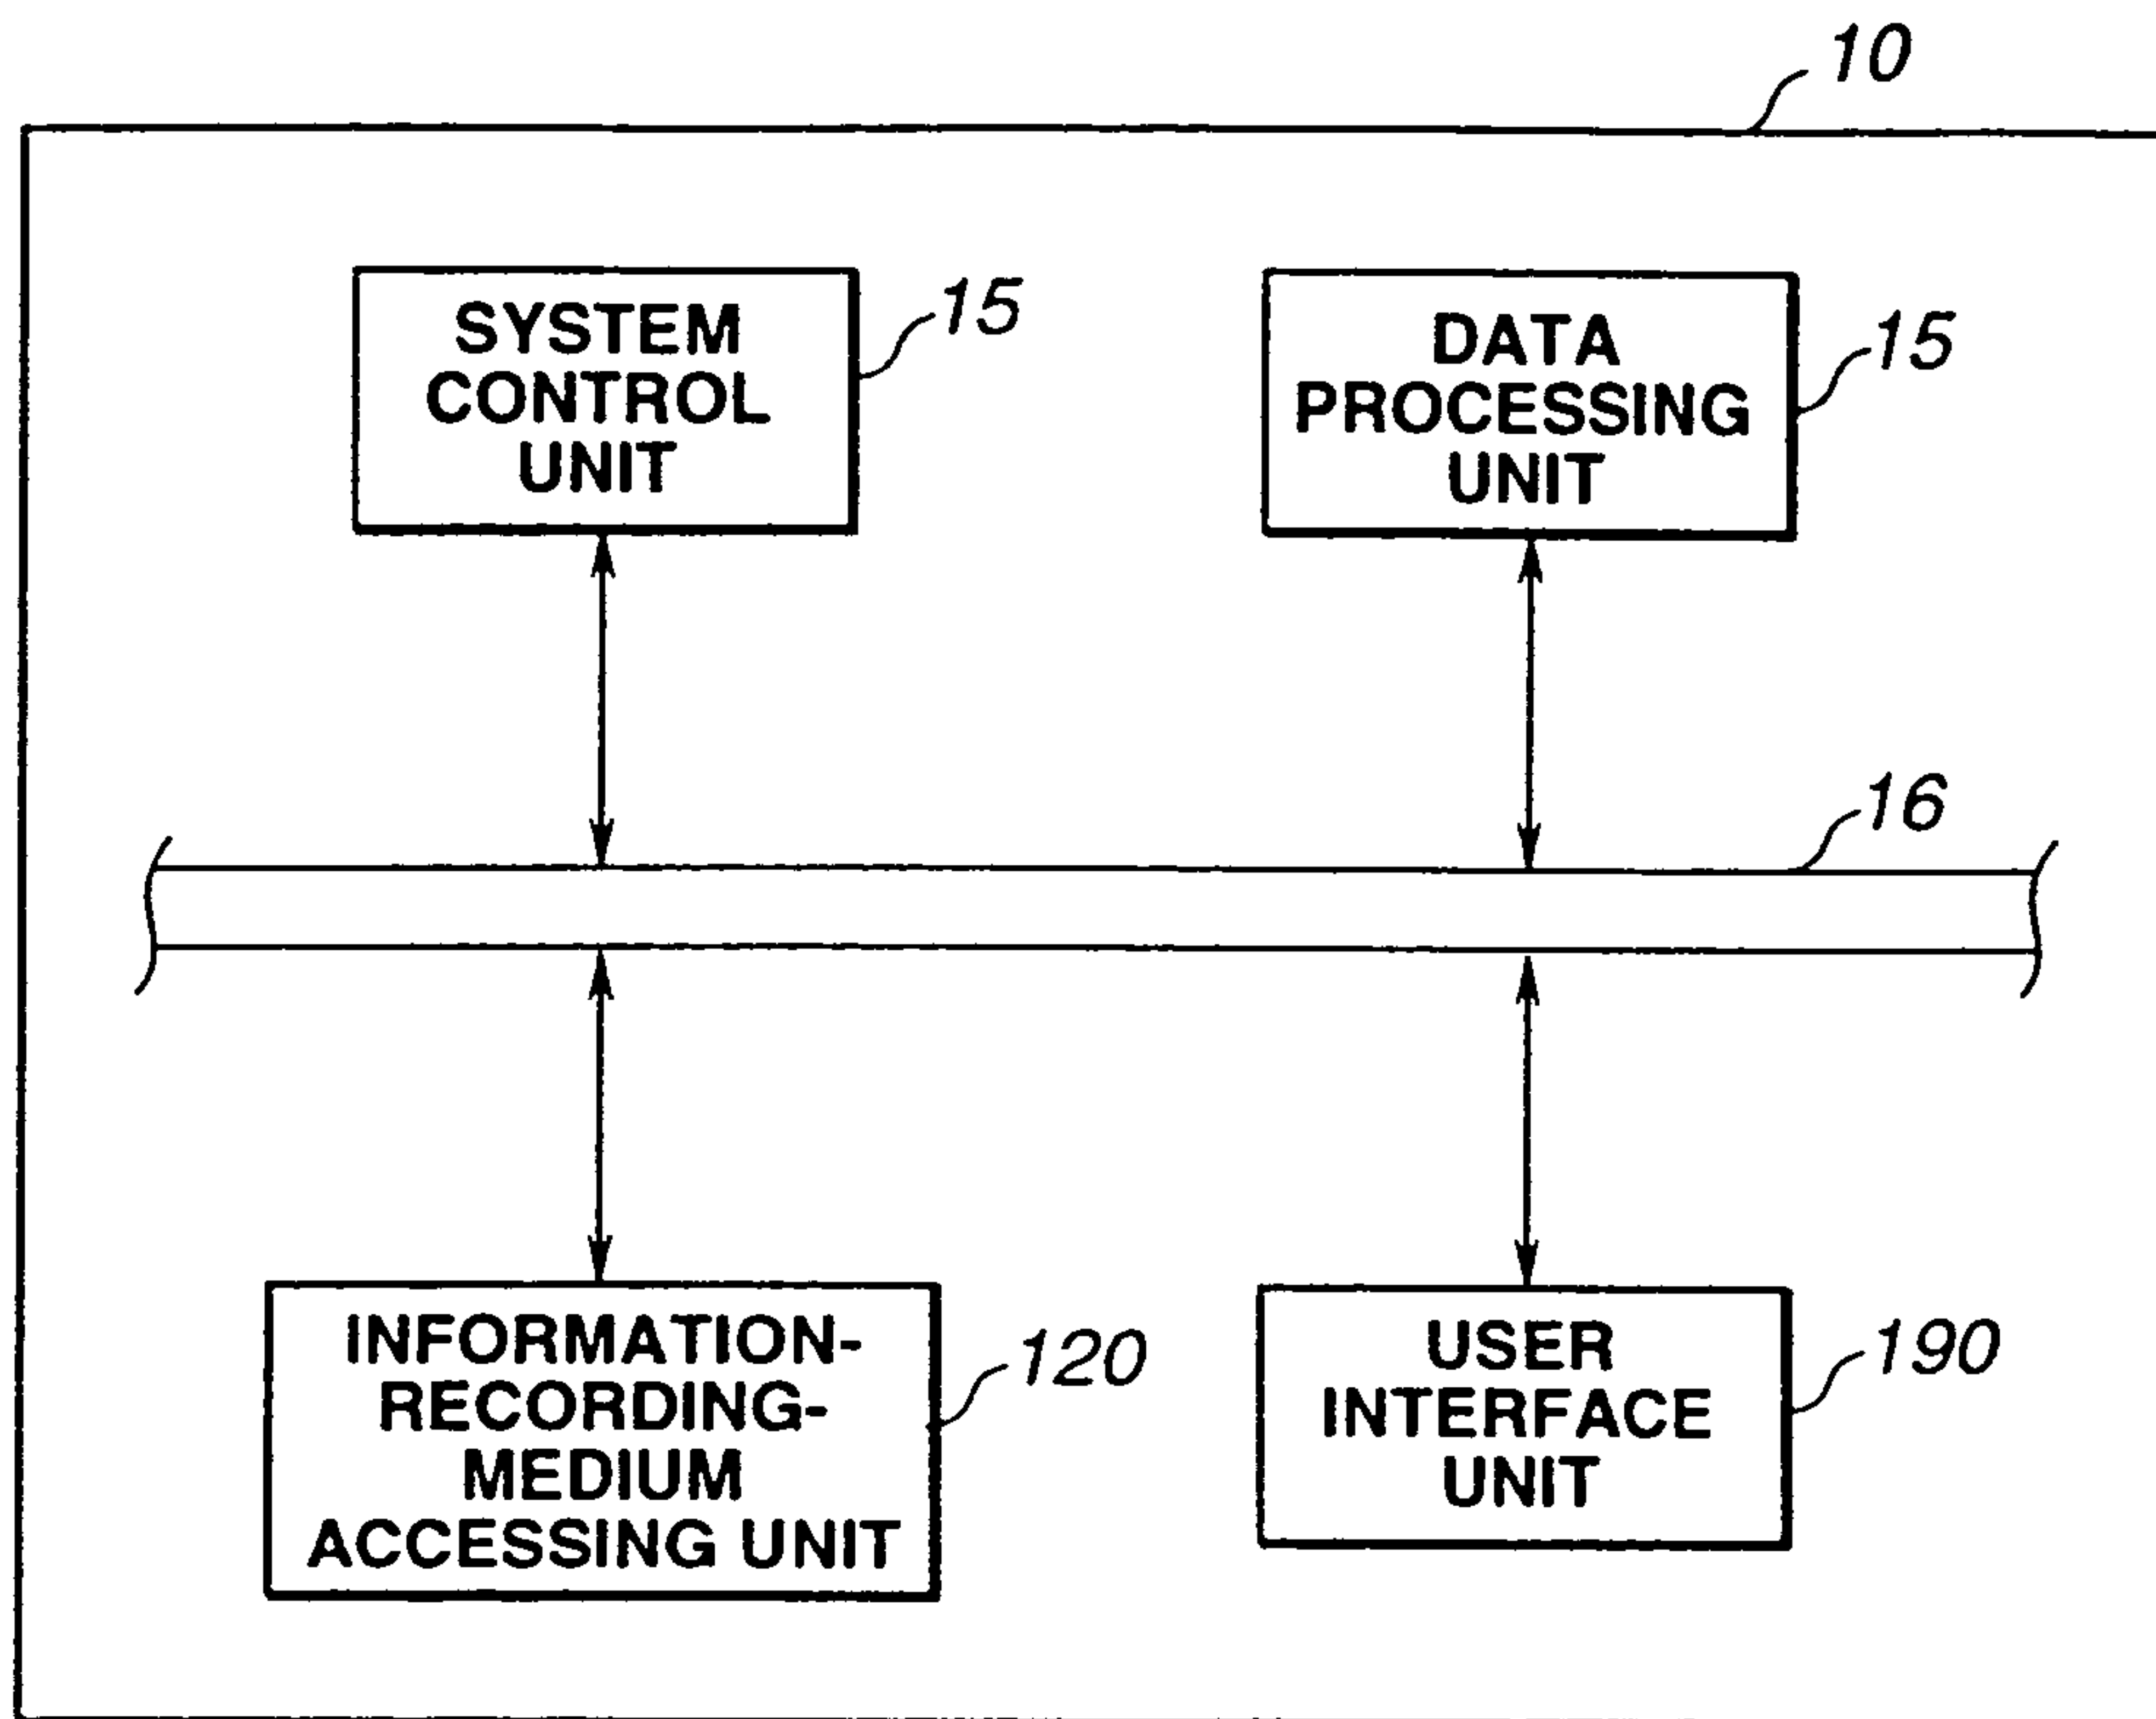 10
SYSTEM
CONTROL
UNIT
15
DATA
PROCESSING
UNIT
15
16
INFORMATION-
RECORDING-
MEDIUM
ACCESSING UNIT
120
USER
INTERFACE
UNIT
190